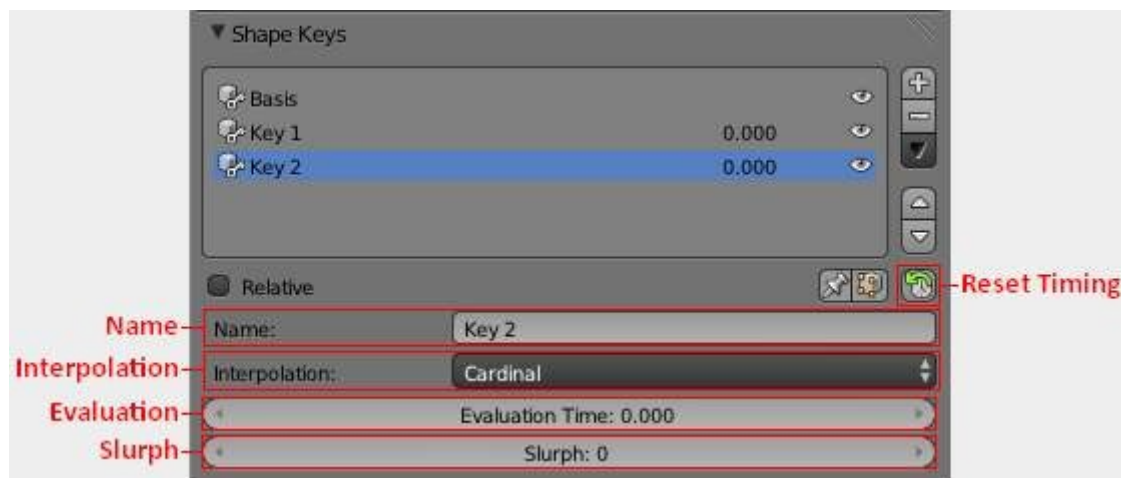 Shape Keys
Basis
Key 1 0.000
Key 2 0.000
Relative
Reset Timing
Name Name: Key 2
Interpolation Interpolation: Cardinal
Evaluation Evaluation Time: 0.000
Slurph Slurph: 0